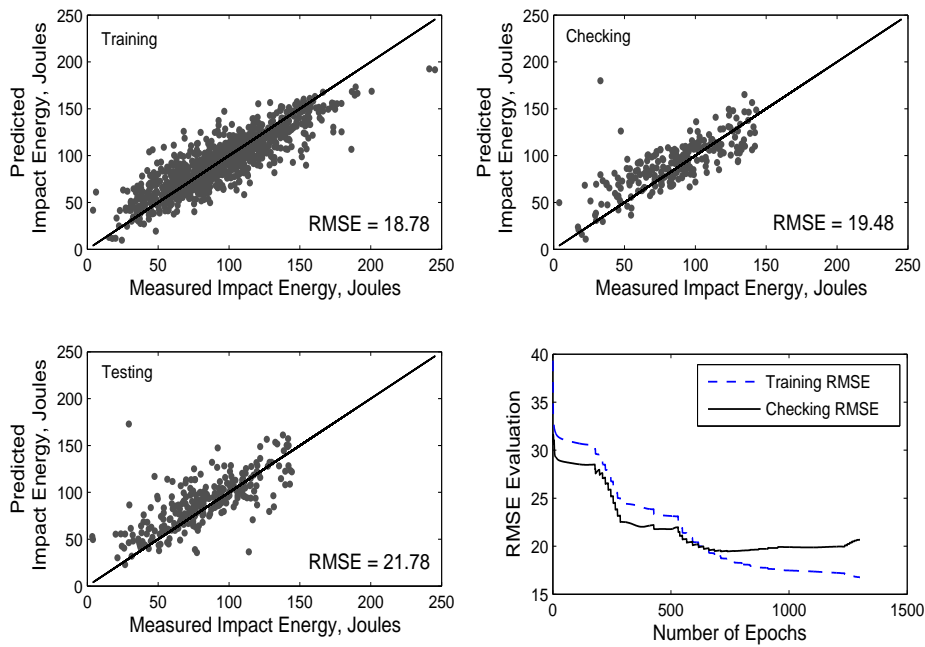 Training
250
200
150
100
50
0
Predicted
Impact Energy, Joules
RMSE = 18.78
0 50 100 150 200 250
Measured Impact Energy, Joules
Checking
250
200
150
100
50
0
Predicted
Impact Energy, Joules
RMSE = 19.48
0 50 100 150 200 250
Measured Impact Energy, Joules
Testing
250
200
150
100
50
0
Predicted
Impact Energy, Joules
RMSE = 21.78
0 50 100 150 200 250
Measured Impact Energy, Joules
40
35
30
25
20
15
RMSE Evaluation
Training RMSE
Checking RMSE
0 500 1000 1500
Number of Epochs